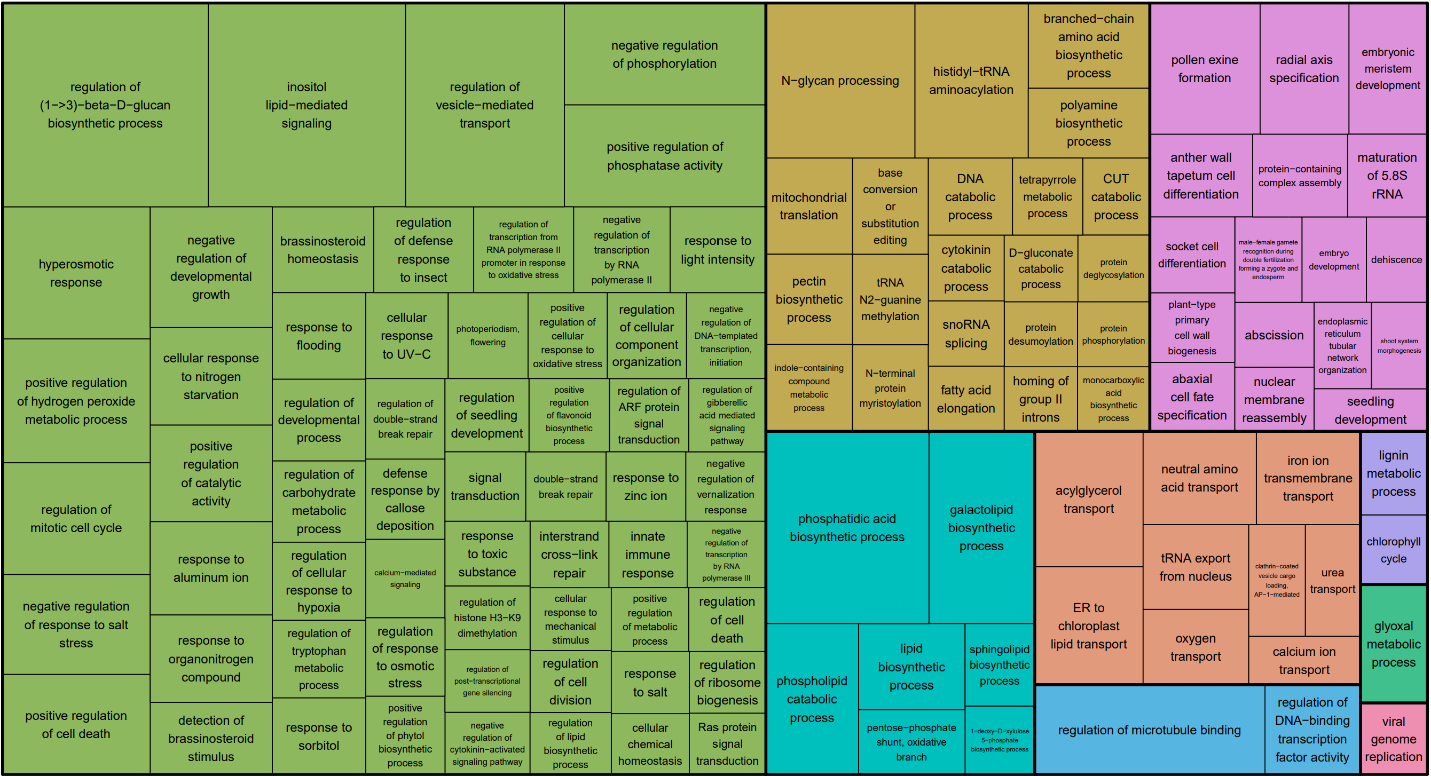 regulation of
(1−>3)−beta−D−glucan
biosynthetic process
inositol
lipid−mediated
signaling
regulation of
vesicle−mediated
transport
negative regulation
of phosphorylation
positive regulation of
phosphatase activity
hyperosmotic
response
positive regulation
of hydrogen peroxide
metabolic process
regulation of
mitotic cell cycle
negative regulation
of response to salt
stress
positive regulation
of cell death
negative
regulation of
developmental
growth
cellular response
to nitrogen
starvation
positive
regulation
of catalytic
activity
response to
aluminum ion
response to
organonitrogen
compound
detection of
brassinosteroid
stimulus
brassinosteroid
homeostasis
regulation
of defense
response
to insect
regulation of
transcription from
RNA polymerase II
promoter in response
to oxidative stress
negative
regulation of
transcription
by RNA
polymerase II
response to
light intensity
response to
flooding
cellular
response
to UV−C
photoperiodism,
flowering
positive
regulation of
cellular
response to
oxidative stress
regulation
of cellular
component
organization
negative
regulation of
DNA−templated
transcription,
initiation
regulation of
developmental
process
regulation of
double−strand
break repair
regulation
of seedling
development
positive
regulation
of flavonoid
biosynthetic
process
regulation of
ARF protein
signal
transduction
regulation of
gibberellic
acid mediated
signaling
pathway
regulation of
carbohydrate
metabolic
process
defense
response by
callose
deposition
signal
transduction
double−strand
break repair
response to
zinc ion
negative
regulation of
vernalization
response
regulation
of cellular
response to
hypoxia
calcium−mediated
signaling
response
to toxic
substance
interstrand
cross−link
repair
innate
immune
response
negative
regulation of
transcription
by RNA
polymerase III
regulation of
tryptophan
metabolic
process
regulation
of response
to osmotic
stress
regulation of
histone H3−K9
dimethylation
cellular
response to
mechanical
stimulus
positive
regulation
of metabolic
process
regulation
of cell
death
regulation of
post−transcriptional
gene silencing
regulation
of cell
division
response
to salt
regulation
of ribosome
biogenesis
response to
sorbitol
positive
regulation
of phytol
biosynthetic
process
negative
regulation of
cytokinin−activated
signaling pathway
regulation
of lipid
biosynthetic
process
cellular
chemical
homeostasis
Ras protein
signal
transduction
N−glycan processing
histidyl−tRNA
aminoacylation
branched−chain
amino acid
biosynthetic
process
polyamine
biosynthetic
process
mitochondrial
translation
base
conversion
or
substitution
editing
DNA
catabolic
process
tetrapyrrole
metabolic
process
CUT
catabolic
process
pectin
biosynthetic
process
tRNA
N2−guanine
methylation
cytokinin
catabolic
process
D−gluconate
catabolic
process
protein
deglycosylation
snoRNA
splicing
protein
desumoylation
protein
phosphorylation
indole−containing
compound
metabolic
process
N−terminal
protein
myristoylation
fatty acid
elongation
homing of
group II
introns
monocarboxylic
acid
biosynthetic
process
pollen exine
formation
radial axis
specification
embryonic
meristem
development
anther wall
tapetum cell
differentiation
protein−containing
complex assembly
maturation
of 5.8S
rRNA
socket cell
differentiation
male−female gamete
recognition during
double fertilization
forming a zygote and
endosperm
embryo
development
dehiscence
plant−type
primary
cell wall
biogenesis
abscission
endoplasmic
reticulum
tubular
network
organization
shoot system
morphogenesis
abaxial
cell fate
specification
nuclear
membrane
reassembly
seedling
development
phosphatidic acid
biosynthetic process
galactolipid
biosynthetic
process
phospholipid
catabolic
process
lipid
biosynthetic
process
sphingolipid
biosynthetic
process
pentose−phosphate
shunt, oxidative
branch
1−deoxy−D−xylulose
5−phosphate
biosynthetic process
acylglycerol
transport
neutral amino
acid transport
iron ion
transmembrane
transport
ER to
chloroplast
lipid transport
tRNA export
from nucleus
clathrin−coated
vesicle cargo
loading,
AP−1−mediated
urea
transport
oxygen
transport
calcium ion
transport
regulation of microtubule binding
regulation of
DNA−binding
transcription
factor activity
lignin
metabolic
process
chlorophyll
cycle
glyoxal
metabolic
process
viral
genome
replication